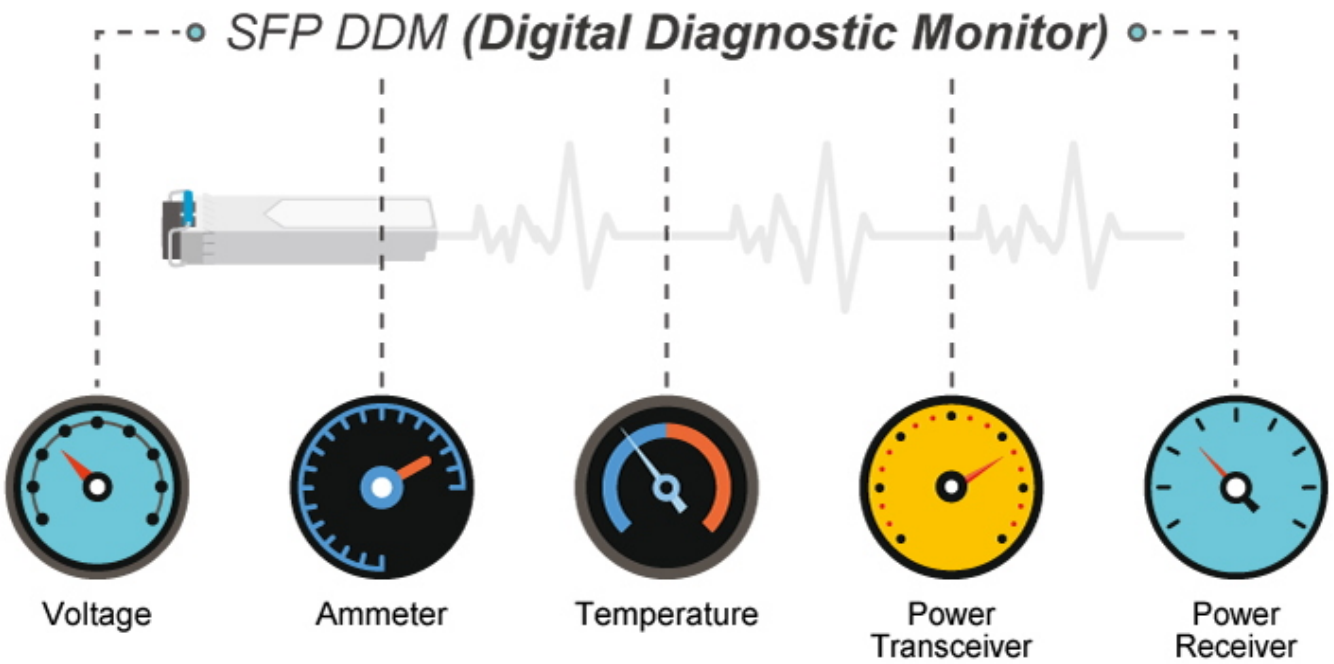 SFP DDM (Digital Diagnostic Monitor)
Voltage
Ammeter
Temperature
Power
Transceiver
Power
Receiver